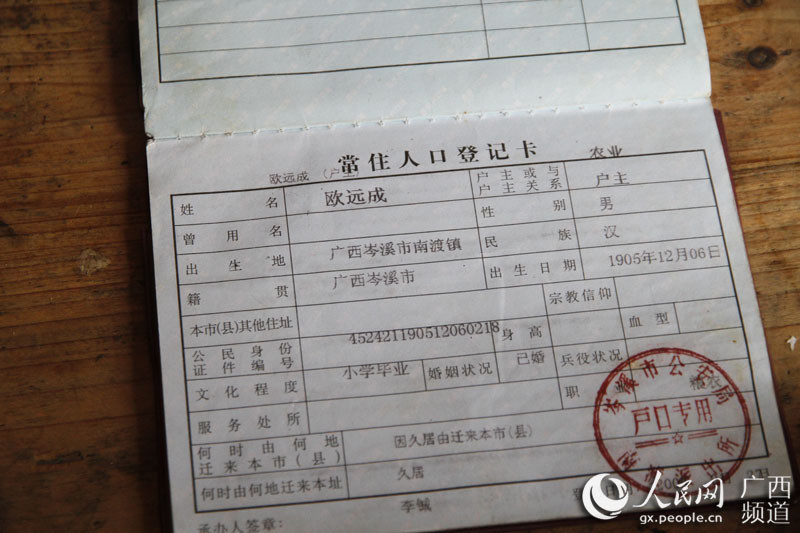 常住人口登记卡
欧远成 (户主) 农业
姓名 欧远成 户主或与户主关系 户主
曾用名 性别 男
出生地 广西岑溪市南渡镇 民族 汉
籍贯 广西岑溪市 出生日期 1905年12月06日
本市(县)其他住址 宗教信仰
公民身份证件编号 452421190512060218 身高 血型
文化程度 小学毕业 婚姻状况 已婚 兵役状况
服务处所 职
何时由何地迁来本市(县) 因久居由迁来本市(县)
何时由何地迁来本址 久居
承办人签章: 李
岑溪市公安局
户口专用
人民网 广西频道
gx.people.cn